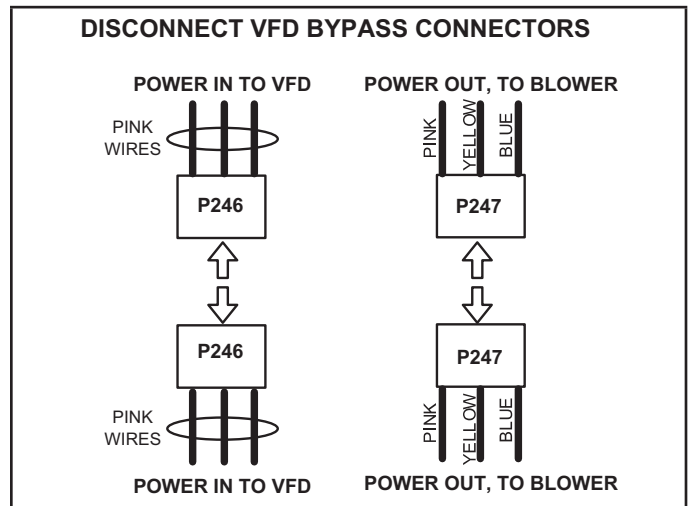 DISCONNECT VFD BYPASS CONNECTORS
POWER IN TO VFD
PINK
WIRES
P246
P246
PINK
WIRES
POWER IN TO VFD
POWER OUT, TO BLOWER
PINK
YELLOW
BLUE
P247
P247
PINK
YELLOW
BLUE
POWER OUT, TO BLOWER